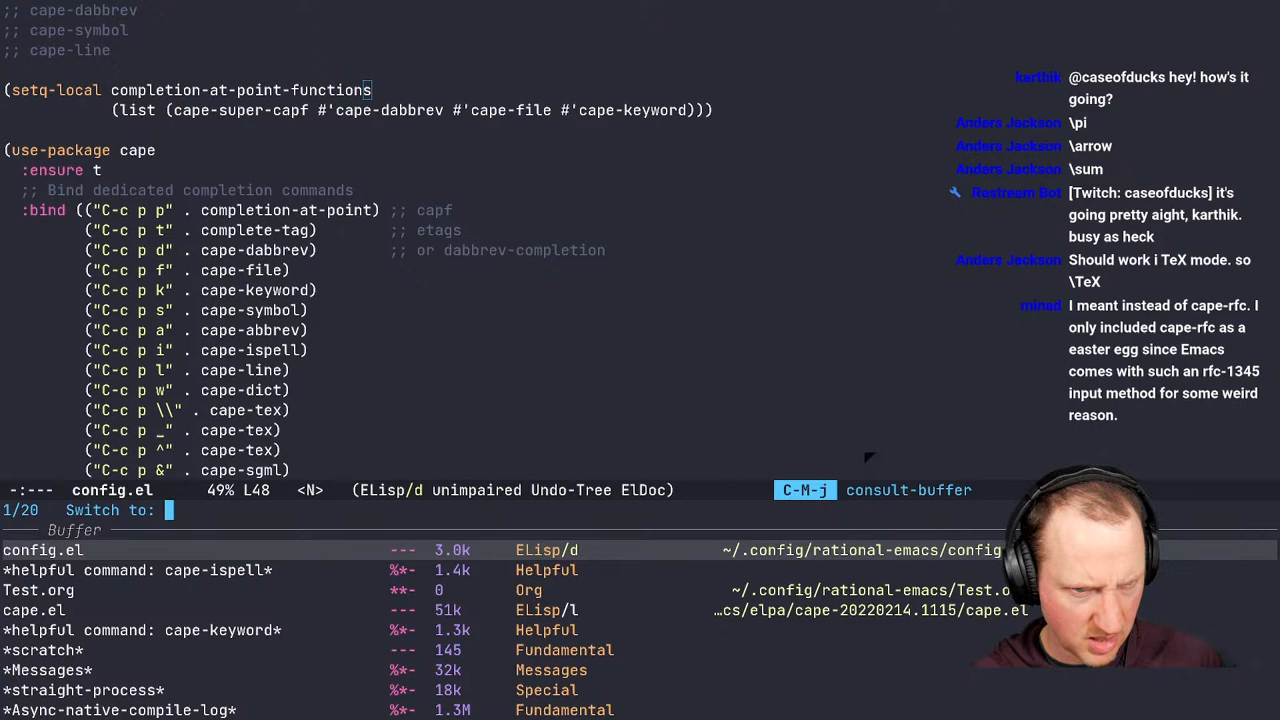 ;; cape-dabbrev
;; cape-symbol
;; cape-line
(setq-local completion-at-point-functions
(list (cape-super-capf #'cape-dabbrev #'cape-file #'cape-keyword)))
(use-package cape
:ensure t
;; Bind dedicated completion commands
:bind (("C-c p p" . completion-at-point) ;; capf
("C-c p t" . complete-tag) ;; etags
("C-c p d" . cape-dabbrev) ;; or dabbrev-completion
("C-c p f" . cape-file)
("C-c p k" . cape-keyword)
("C-c p s" . cape-symbol)
("C-c p a" . cape-abbrev)
("C-c p i" . cape-ispell)
("C-c p l" . cape-line)
("C-c p w" . cape-dict)
("C-c p \\" . cape-tex)
("C-c p _" . cape-tex)
("C-c p ^" . cape-tex)
("C-c p &" . cape-sgml)
-:--- config.el 49% L48 <N> (ELisp/d unimpaired Undo-Tree ElDoc) C-M-j consult-buffer
1/20 Switch to:
Buffer
config.el --- 3.0k ELisp/d ~/.config/rational-emacs/config
*helpful command: cape-ispell* %*- 1.4k Helpful
Test.org **- 0 Org ~/.config/rational-emacs/Test.o
cape.el --- 51k ELisp/l …cs/elpa/cape-20220214.1115/cape.el
*helpful command: cape-keyword* %*- 1.3k Helpful
*scratch* --- 145 Fundamental
*Messages* %*- 32k Messages
*straight-process* %*- 18k Special
*Async-native-compile-log* %*- 1.3M Fundamental
karthik @caseofducks hey! how's it
going?
Anders Jackson \pi
Anders Jackson \arrow
Anders Jackson \sum
Restream Bot [Twitch: caseofducks] it's
going pretty aight, karthik.
busy as heck
Anders Jackson Should work i TeX mode. so
\TeX
minad I meant instead of cape-rfc. I
only included cape-rfc as a
easter egg since Emacs
comes with such an rfc-1345
input method for some weird
reason.